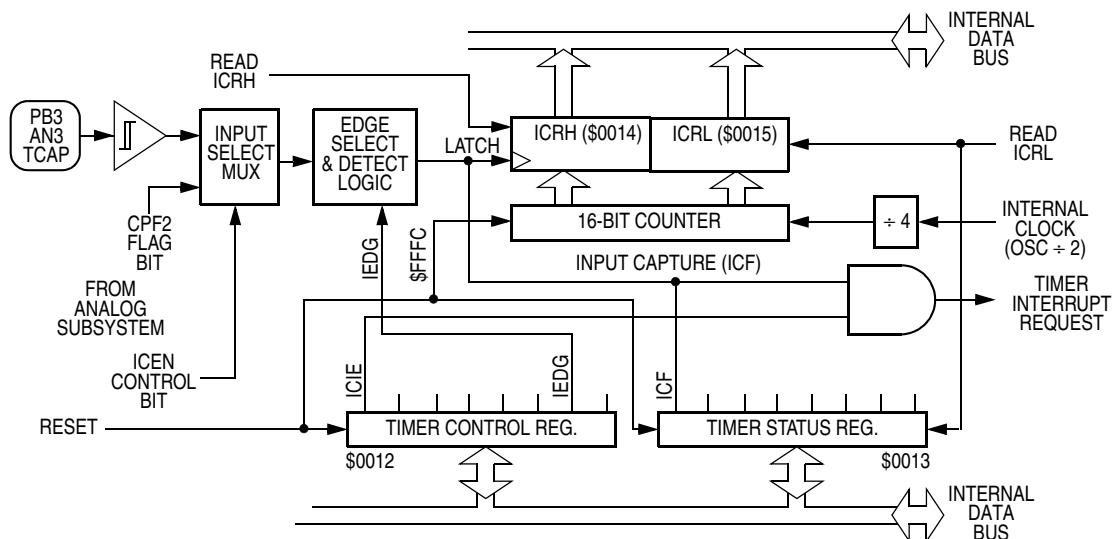 INTERNAL
DATA
BUS
READ
ICRH
PB3
AN3
TCAP
INPUT
SELECT
MUX
EDGE
SELECT
& DETECT
LOGIC
LATCH
ICRH ($0014)
ICRL ($0015)
READ
ICRL
CPF2
FLAG
BIT
16-BIT COUNTER
÷ 4
INTERNAL
CLOCK
(OSC ÷ 2)
IEDG
$FFFC
INPUT CAPTURE (ICF)
FROM
ANALOG
SUBSYSTEM
TIMER
INTERRUPT
REQUEST
ICEN
CONTROL
BIT
ICIE
IEDG
ICF
RESET
TIMER CONTROL REG.
TIMER STATUS REG.
$0012
$0013
INTERNAL
DATA
BUS